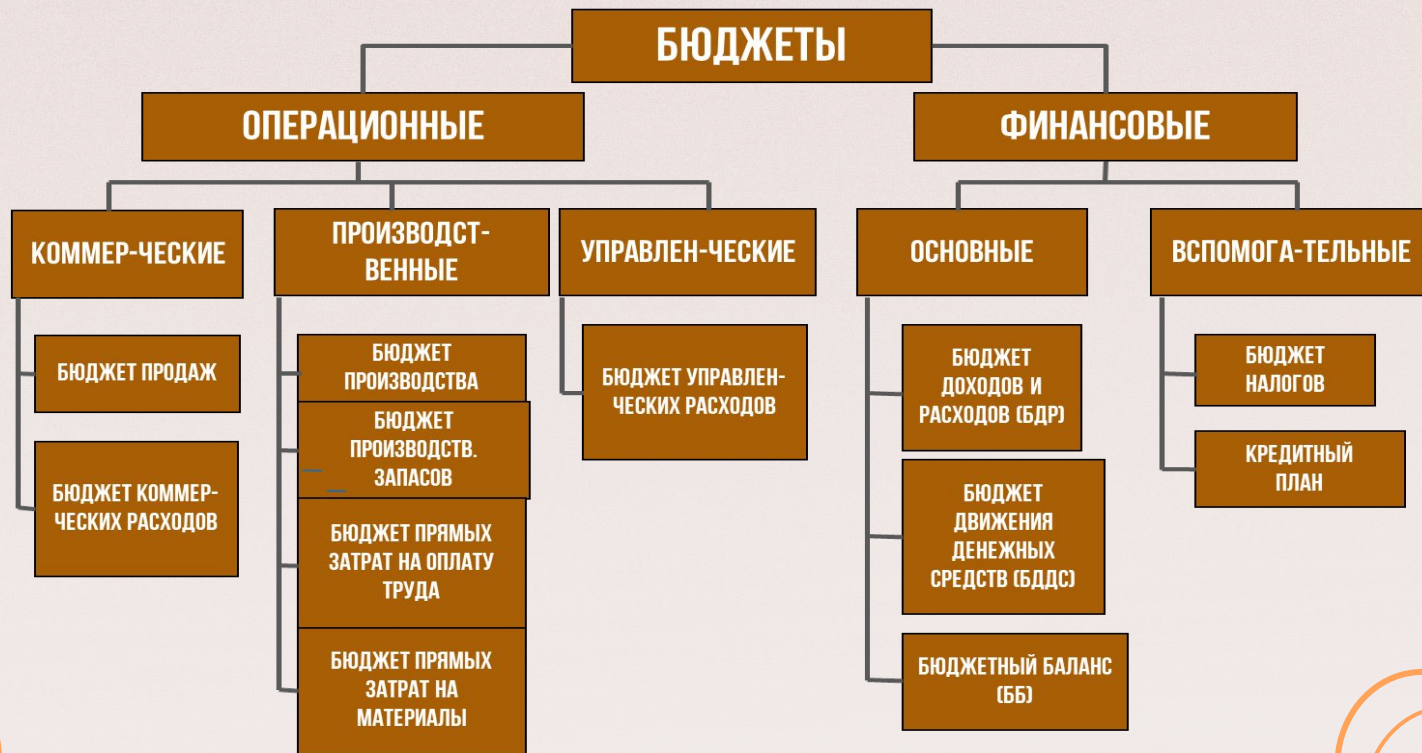 БЮДЖЕТЫ
ОПЕРАЦИОННЫЕ
ФИНАНСОВЫЕ
КОММЕР-ЧЕСКИЕ
ПРОИЗВОДСТ-
ВЕННЫЕ
УПРАВЛЕН-ЧЕСКИЕ
ОСНОВНЫЕ
ВСПОМОГА-ТЕЛЬНЫЕ
БЮДЖЕТ ПРОДАЖ
БЮДЖЕТ КОММЕР-
ЧЕСКИХ РАСХОДОВ
БЮДЖЕТ
ПРОИЗВОДСТВА
БЮДЖЕТ
ПРОИЗВОДСТВ.
ЗАПАСОВ
БЮДЖЕТ ПРЯМЫХ
ЗАТРАТ НА ОПЛАТУ
ТРУДА
БЮДЖЕТ ПРЯМЫХ
ЗАТРАТ НА
МАТЕРИАЛЫ
БЮДЖЕТ УПРАВЛЕН-
ЧЕСКИХ РАСХОДОВ
БЮДЖЕТ
ДОХОДОВ И
РАСХОДОВ (БДР)
БЮДЖЕТ
ДВИЖЕНИЯ
ДЕНЕЖНЫХ
СРЕДСТВ (БДДС)
БЮДЖЕТНЫЙ БАЛАНС
(ББ)
БЮДЖЕТ
НАЛОГОВ
КРЕДИТНЫЙ
ПЛАН